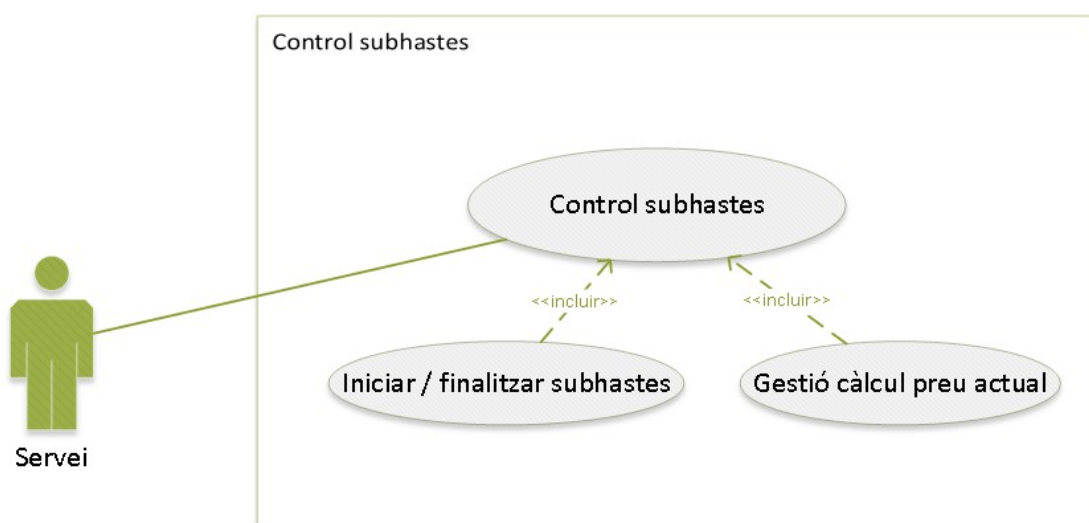 Control subhastes
Control subhastes
<<incluir>>
<<incluir>>
Iniciar / finalitzar subhastes
Gestió càlcul preu actual
Servei